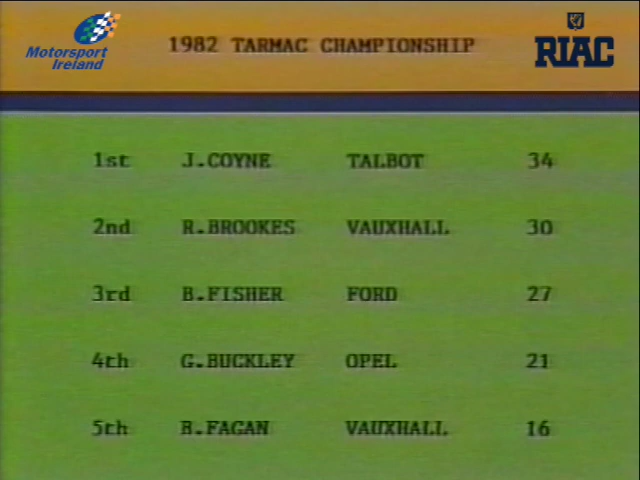 Motorsport
Ireland
1982 TARMAC CHAMPIONSHIP
RIAC
1st J.COYNE TALBOT 34
2nd R.BROOKES VAUXHALL 30
3rd B.FISHER FORD 27
4th G.BUCKLEY OPEL 21
5th B.FAGAN VAUXHALL 16